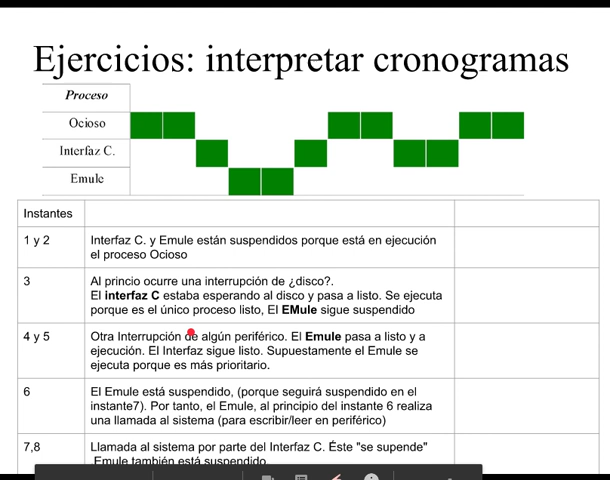 Ejercicios: interpretar cronogramas
Proceso
Ocioso
Interfaz C.
Emule
Instantes
1 y 2
Interfaz C. y Emule están suspendidos porque está en ejecución
el proceso Ocioso
3
Al princio ocurre una interrupción de ¿disco?.
El interfaz C estaba esperando al disco y pasa a listo. Se ejecuta
porque es el único proceso listo, El EMule sigue suspendido
4 y 5
Otra Interrupción de algún periférico. El Emule pasa a listo y a
ejecución. El Interfaz sigue listo. Supuestamente el Emule se
ejecuta porque es más prioritario.
6
El Emule está suspendido, (porque seguirá suspendido en el
instante7). Por tanto, el Emule, al principio del instante 6 realiza
una llamada al sistema (para escribir/leer en periférico)
7,8
Llamada al sistema por parte del Interfaz C. Éste "se supende"
Emule también está suspendido.